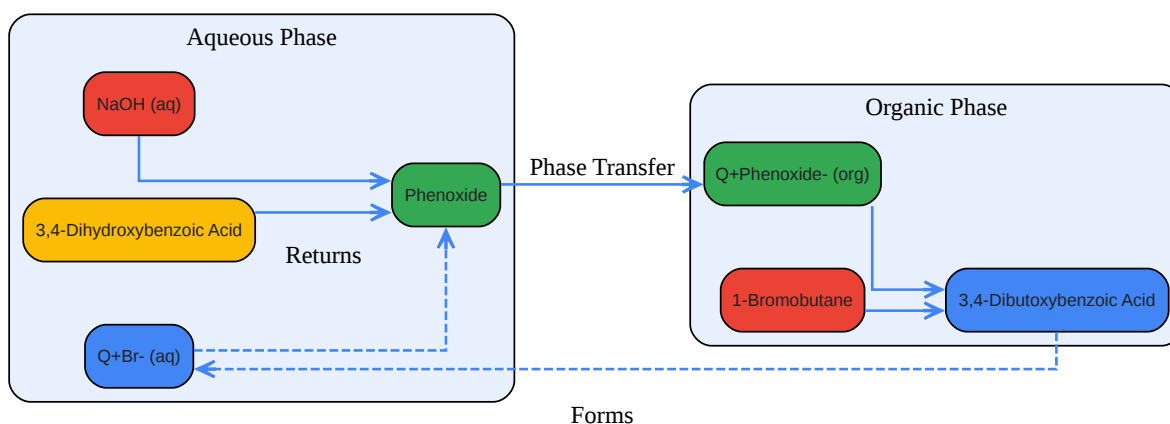 Aqueous Phase
NaOH (aq)
Organic Phase
Phase Transfer
Q+Phenoxide- (org)
Phenoxide
3,4-Dihydroxybenzoic Acid
Returns
1-Bromobutane
3,4-Dibutoxybenzoic Acid
Q+Br- (aq)
Forms